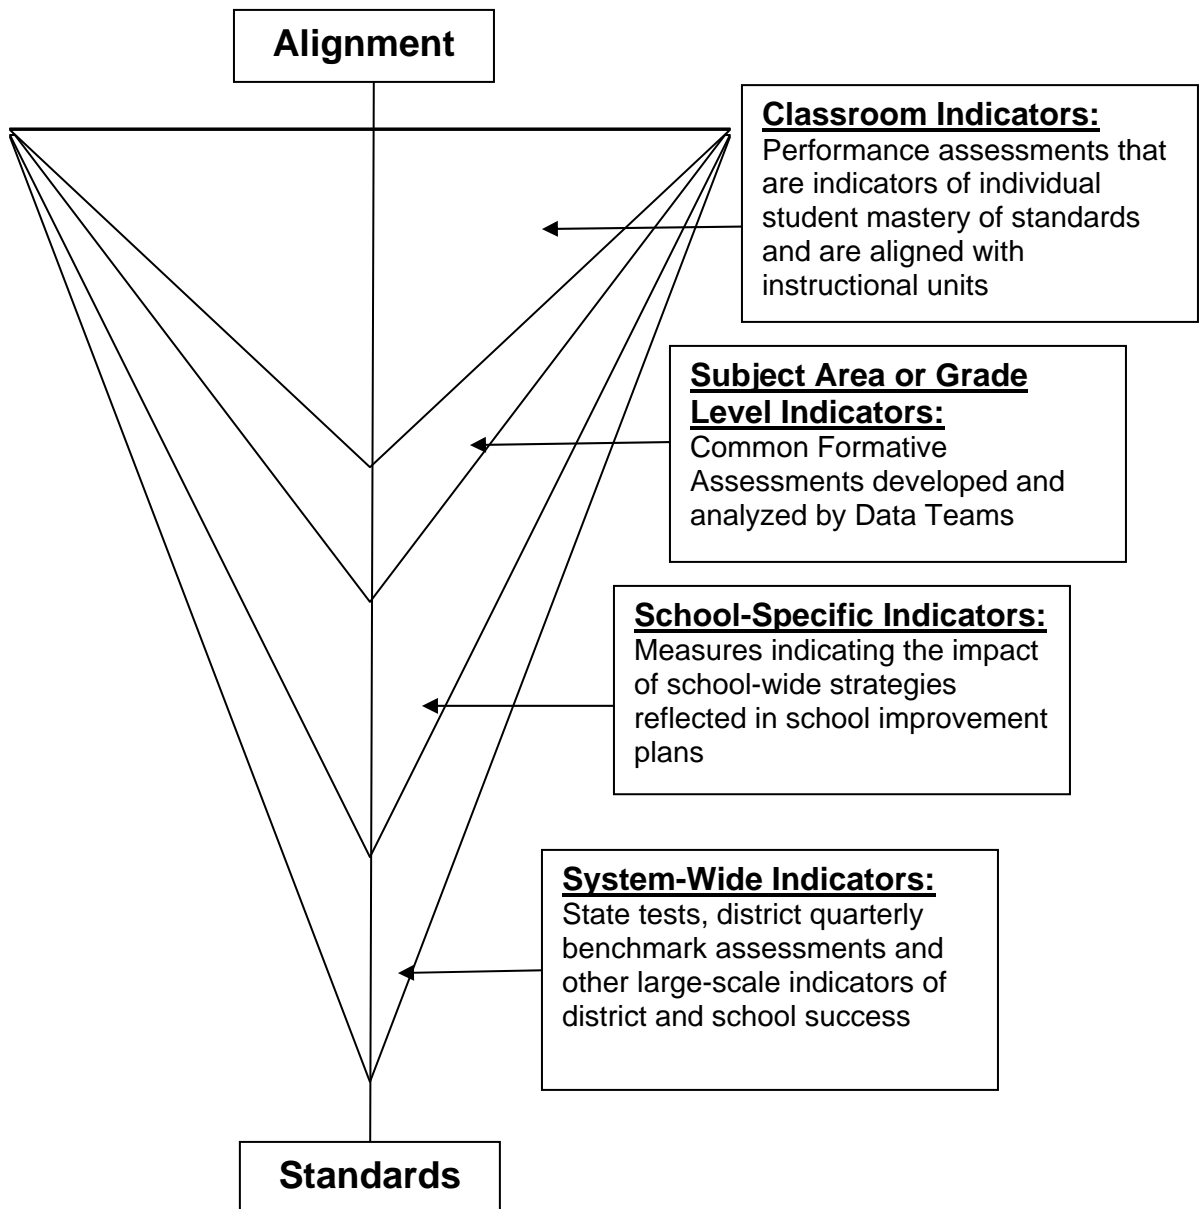 Alignment
Classroom Indicators:
Performance assessments that
are indicators of individual
student mastery of standards
and are aligned with
instructional units
Subject Area or Grade
Level Indicators:
Common Formative
Assessments developed and
analyzed by Data Teams
School-Specific Indicators:
Measures indicating the impact
of school-wide strategies
reflected in school improvement
plans
System-Wide Indicators:
State tests, district quarterly
benchmark assessments and
other large-scale indicators of
district and school success
Standards